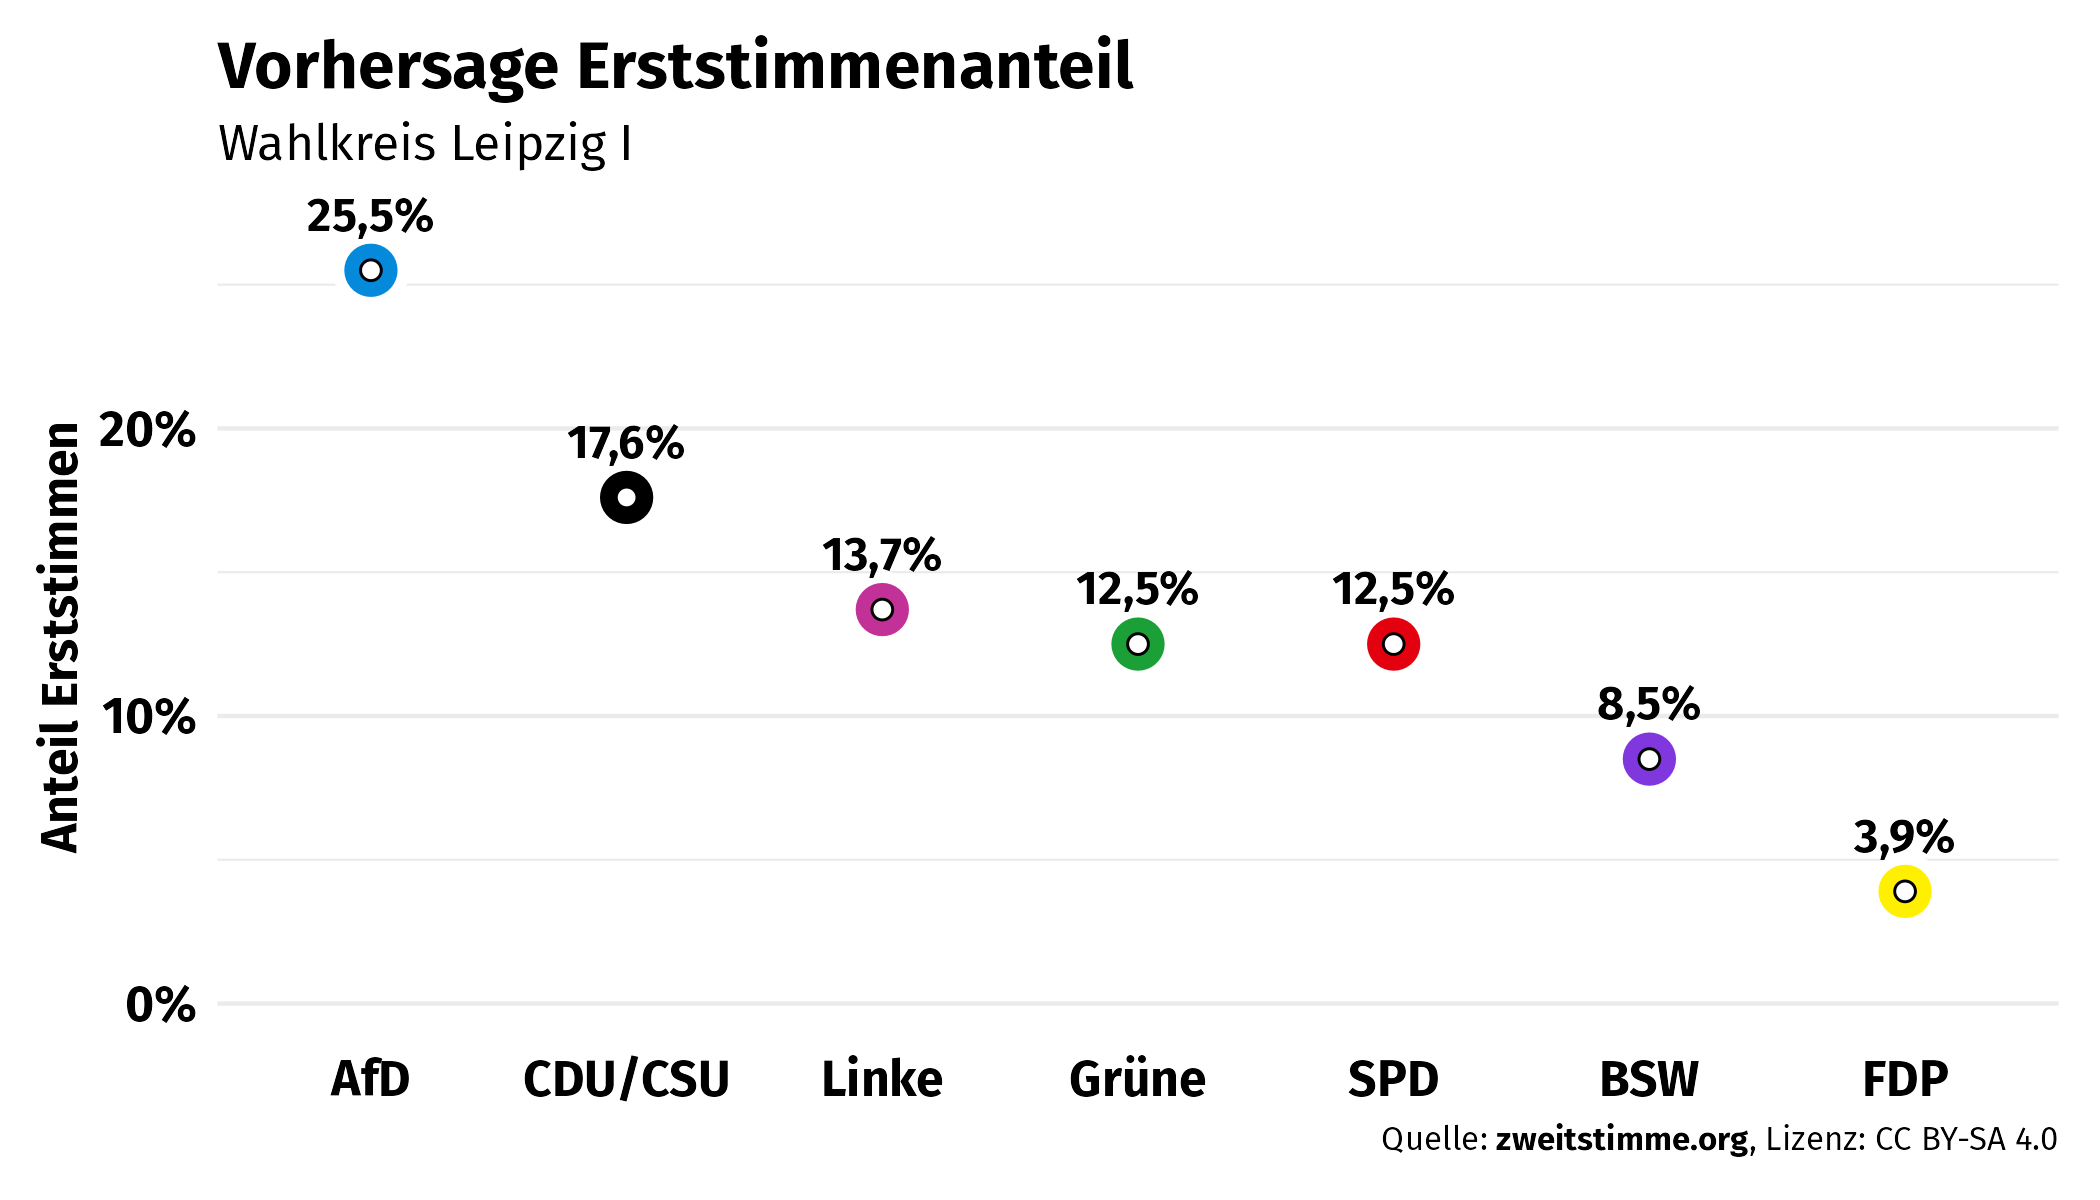 Vorhersage Erststimmenanteil
Wahlkreis Leipzig I
25,5%
17,6%
13,7%
12,5%
12,5%
8,5%
3,9%
Anteil Erststimmen
20%
10%
0%
AfD
CDU/CSU
Linke
Grüne
SPD
BSW
FDP
Quelle: zweitstimme.org, Lizenz: CC BY-SA 4.0